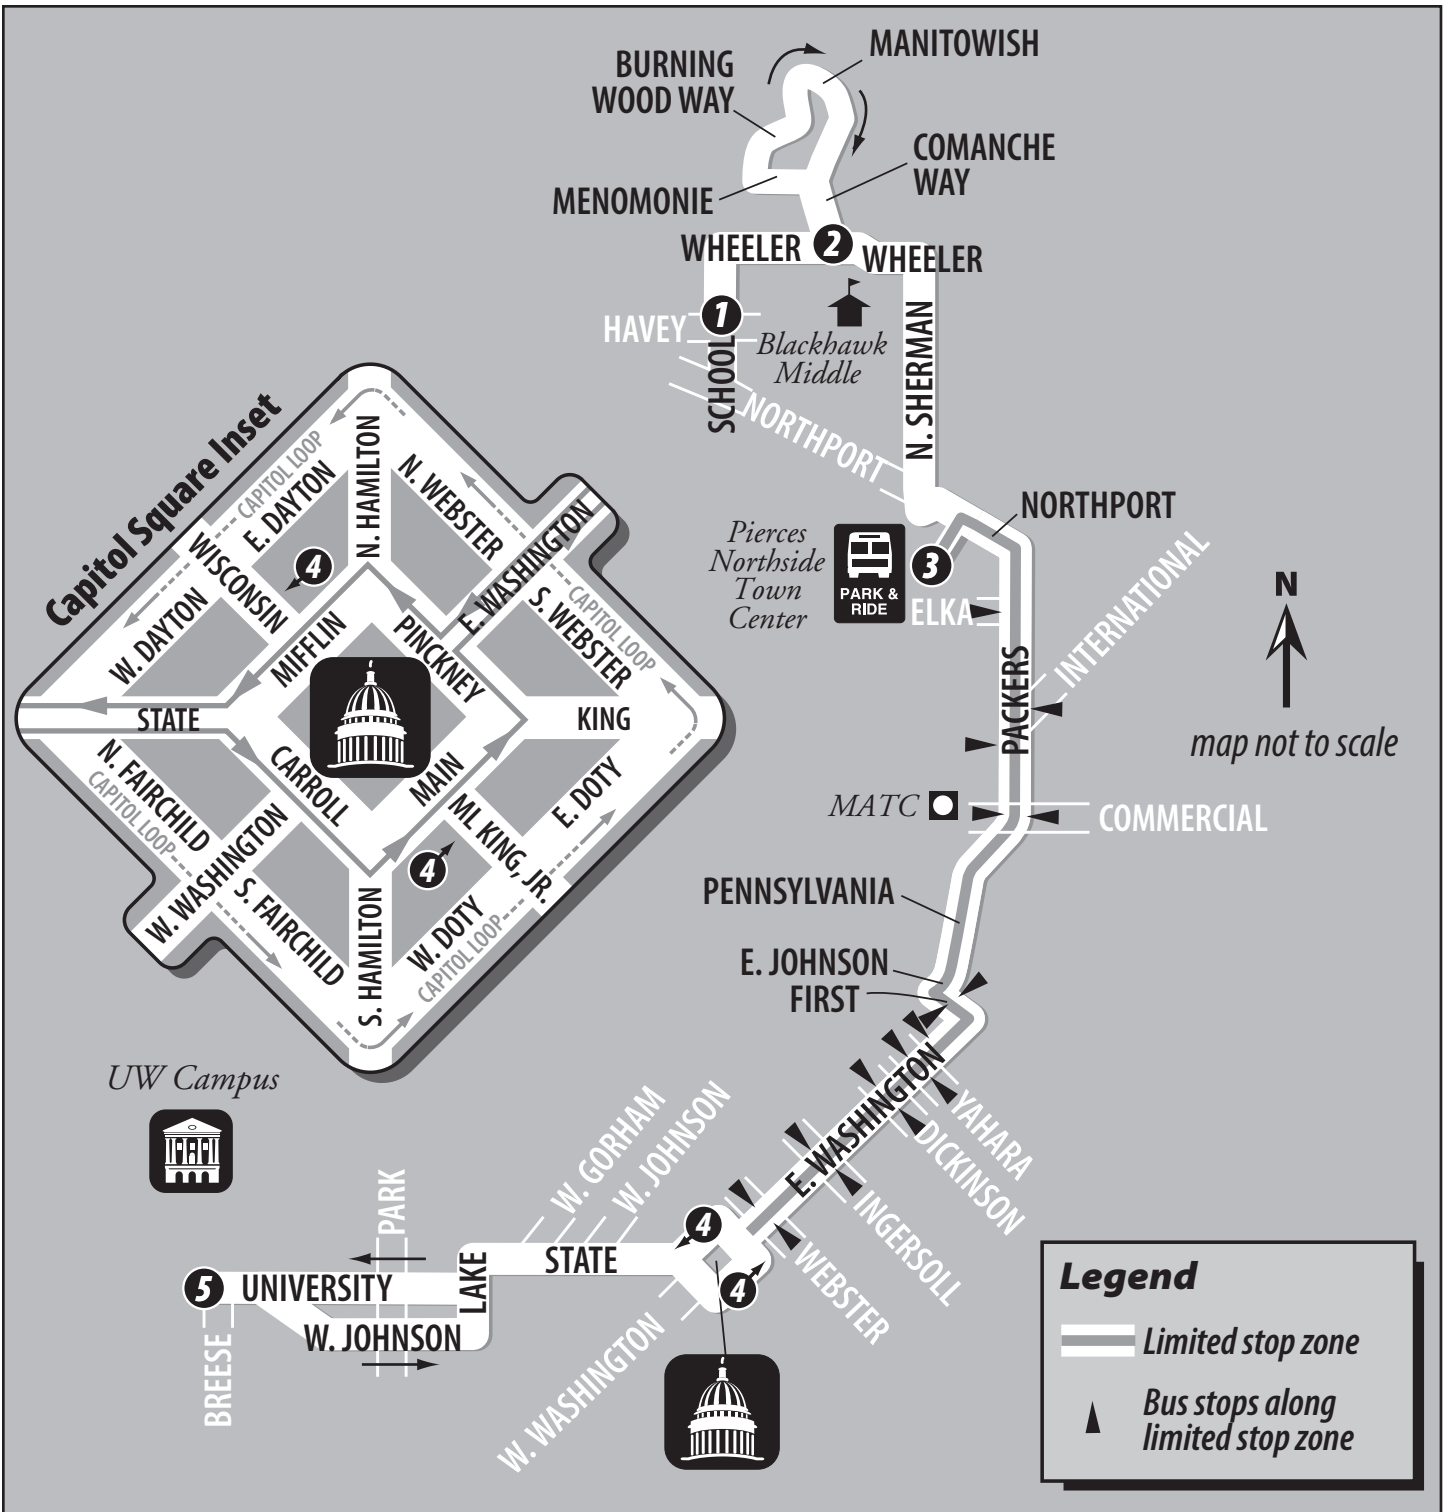 BURNING
WOOD WAY
MANITOWISH
COMANCHE
WAY
MENOMONIE
WHEELER
2
WHEELER
1
HAVEY
SCHOOL
Blackhawk
Middle
N. SHERMAN
NORTHPORT
NORTHPORT
Pierces
Northside
Town
Center
PARK &
RIDE
3
ELKA
INTERNATIONAL
PACKERS
N
map not to scale
MATC
COMMERCIAL
PENNSYLVANIA
E. JOHNSON
FIRST
E. WASHINGTON
YAHARA
DICKINSON
INGERSOLL
WEBSTER
Capitol Square Inset
CAPITOL LOOP
E. DAYTON
N. HAMILTON
N. WEBSTER
E. WASHINGTON
WISCONSIN
4
W. DAYTON
MIFFLIN
PINCKNEY
S. WEBSTER
CAPITOL LOOP
STATE
KING
CARROLL
MAIN
N. FAIRCHILD
CAPITOL LOOP
W. WASHINGTON
S. FAIRCHILD
4
ML KING, JR.
E. DOTY
S. HAMILTON
W. DOTY
CAPITOL LOOP
UW Campus
W. GORHAM
W. JOHNSON
PARK
4
STATE
LAKE
5
UNIVERSITY
4
W. JOHNSON
BREESE
W. WASHINGTON
Legend
Limited stop zone
Bus stops along
limited stop zone